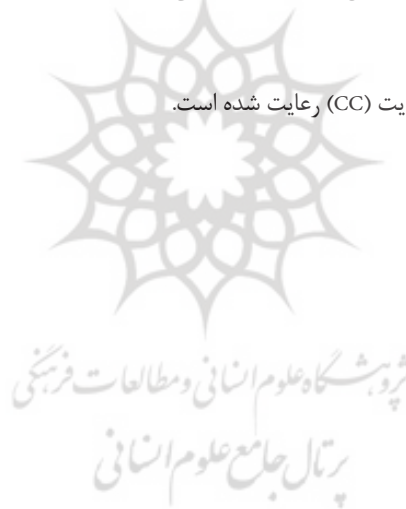 یت (CC) رعایت شده است.
پژوهشگاه علوم انسانی و مطالعات فرهنگی
پرتال جامع علوم انسانی